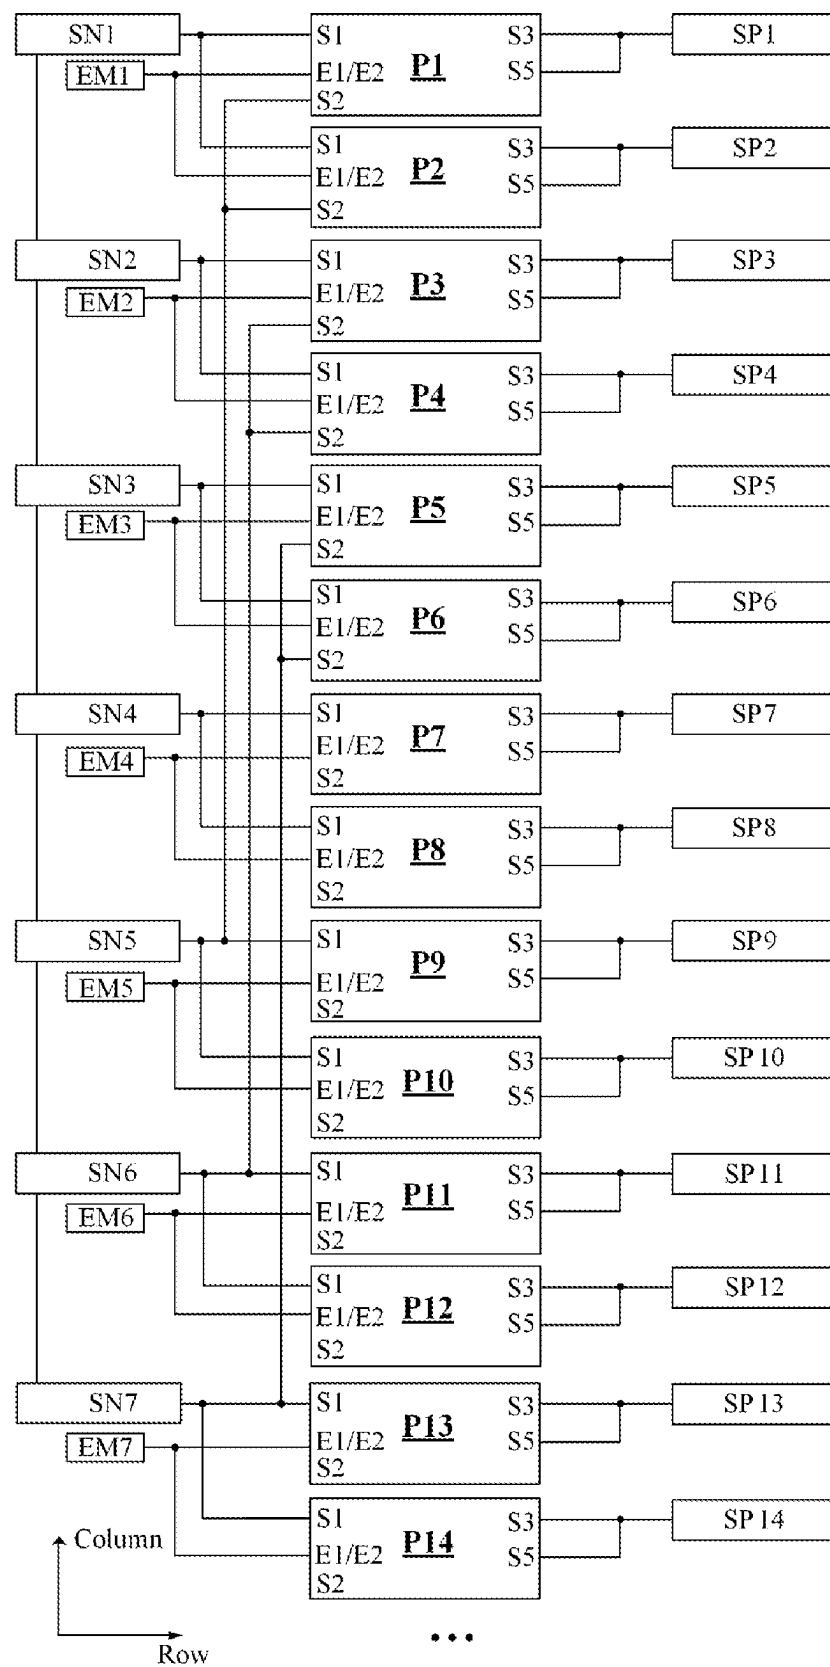 SN1
S1
P1
S3
SP1
EM1
E1/E2
S5
S2
S1
P2
S3
SP2
E1/E2
S5
S2
SN2
S1
P3
S3
SP3
EM2
E1/E2
S5
S2
S1
P4
S3
SP4
E1/E2
S5
S2
SN3
S1
P5
S3
SP5
EM3
E1/E2
S5
S2
S1
P6
S3
SP6
E1/E2
S5
S2
SN4
S1
P7
S3
SP7
EM4
E1/E2
S5
S2
S1
P8
S3
SP8
E1/E2
S5
S2
SN5
S1
P9
S3
SP9
EM5
E1/E2
S5
S2
S1
P10
S3
SP10
E1/E2
S5
S2
SN6
S1
P11
S3
SP11
EM6
E1/E2
S5
S2
S1
P12
S3
SP12
E1/E2
S5
S2
SN7
S1
P13
S3
SP13
EM7
E1/E2
S5
S2
S1
P14
S3
SP14
E1/E2
S5
S2
Column
Row
•••